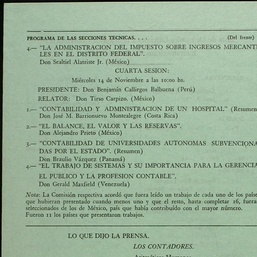 PROGRAMA DE LAS SECCIONES TECNICAS. . . . (Del frente)
4.— "LA ADMINISTRACION DEL IMPUESTO SOBRE INGRESOS MERCANTI
LES EN EL DISTRITO FEDERAL".
Don Sealtiel Alatriste Jr. (México)
CUARTA SESION:
Miércoles 14 de Noviembre a las 10:00 hs.
PRESIDENTE: Don Benjamín Callirgos Balbuena (Perú)
RELATOR: Don Tirso Carpizo. (México)
1.— "CONTABILIDAD Y ADMINISTRACION DE UN HOSPITAL" (Resumen
Don José M. Barrionuevo Montealegre (Costa Rica)
2.— "EL BALANCE, EL VALOR Y LAS RESERVAS".
Don Alejandro Prieto (México)
3.— "CONTABILIDAD DE UNIVERSIDADES AUTONOMAS SUBVENCIONA
DAS POR EL ESTADO". (Resumen)
Don Braulio Vázquez (Panamá)
4.— "EL TRABAJO DE SISTEMAS Y SU IMPORTANCIA PARA LA GERENCIA
EL PUBLICO Y LA PROFESION CONTABLE".
Don Gerald Maxfield (Venezuela)
Nota: La Comisión respectiva acordó que fuera leído un trabajo de cada uno de los países
que hubieran presentado cuando menos uno y que el resto, hasta completar 16, fueran
seleccionados de los de México, país que había contribuido con el mayor número.
Fueron 11 los países que presentaron trabajos.
LO QUE DIJO LA PRENSA.
LOS CONTADORES.